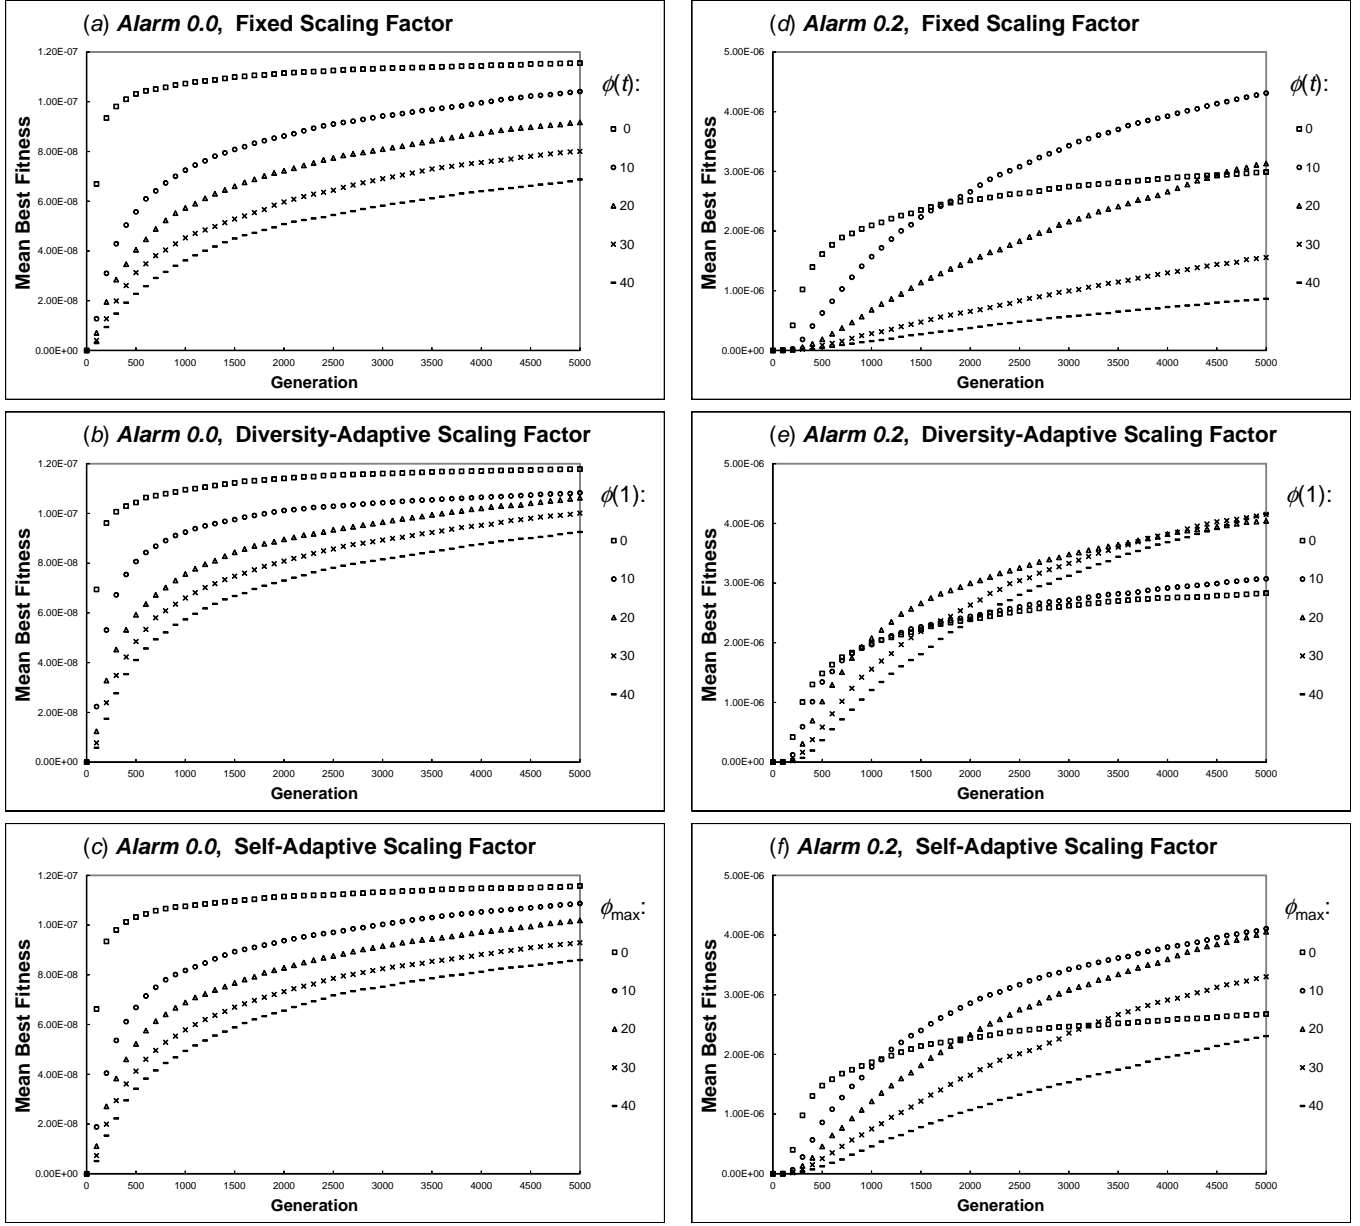 (a) Alarm 0.0, Fixed Scaling Factor
1.20E-07
1.00E-07
8.00E-08
6.00E-08
4.00E-08
2.00E-08
0.00E+00
Mean Best Fitness
0 500 1000 1500 2000 2500 3000 3500 4000 4500 5000
Generation
ϕ(t):
0
10
20
30
40
(d) Alarm 0.2, Fixed Scaling Factor
5.00E-06
4.00E-06
3.00E-06
2.00E-06
1.00E-06
0.00E+00
Mean Best Fitness
0 500 1000 1500 2000 2500 3000 3500 4000 4500 5000
Generation
ϕ(t):
0
10
20
30
40
(b) Alarm 0.0, Diversity-Adaptive Scaling Factor
1.20E-07
1.00E-07
8.00E-08
6.00E-08
4.00E-08
2.00E-08
0.00E+00
Mean Best Fitness
0 500 1000 1500 2000 2500 3000 3500 4000 4500 5000
Generation
ϕ(1):
0
10
20
30
40
(e) Alarm 0.2, Diversity-Adaptive Scaling Factor
5.00E-06
4.00E-06
3.00E-06
2.00E-06
1.00E-06
0.00E+00
Mean Best Fitness
0 500 1000 1500 2000 2500 3000 3500 4000 4500 5000
Generation
ϕ(1):
0
10
20
30
40
(c) Alarm 0.0, Self-Adaptive Scaling Factor
1.20E-07
1.00E-07
8.00E-08
6.00E-08
4.00E-08
2.00E-08
0.00E+00
Mean Best Fitness
0 500 1000 1500 2000 2500 3000 3500 4000 4500 5000
Generation
ϕmax:
0
10
20
30
40
(f) Alarm 0.2, Self-Adaptive Scaling Factor
5.00E-06
4.00E-06
3.00E-06
2.00E-06
1.00E-06
0.00E+00
Mean Best Fitness
0 500 1000 1500 2000 2500 3000 3500 4000 4500 5000
Generation
ϕmax:
0
10
20
30
40